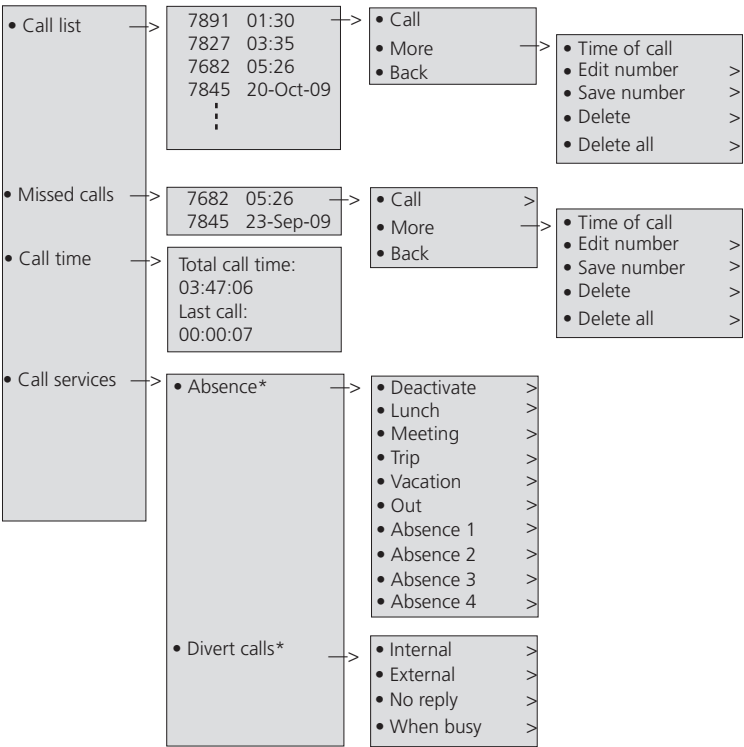 • Call list —>
7891 01:30 —>
7827 03:35
7682 05:26
7845 20-Oct-09
• Call
• More —>
• Back
• Time of call
• Edit number >
• Save number >
• Delete >
• Delete all >
• Missed calls —>
7682 05:26 —>
7845 23-Sep-09
• Call >
• More —>
• Back
• Time of call
• Edit number >
• Save number >
• Delete >
• Delete all >
• Call time —>
Total call time:
03:47:06
Last call:
00:00:07
• Call services —>
• Absence* —>
• Deactivate >
• Lunch >
• Meeting >
• Trip >
• Vacation >
• Out >
• Absence 1 >
• Absence 2 >
• Absence 3 >
• Absence 4 >
• Divert calls* —>
• Internal >
• External >
• No reply >
• When busy >